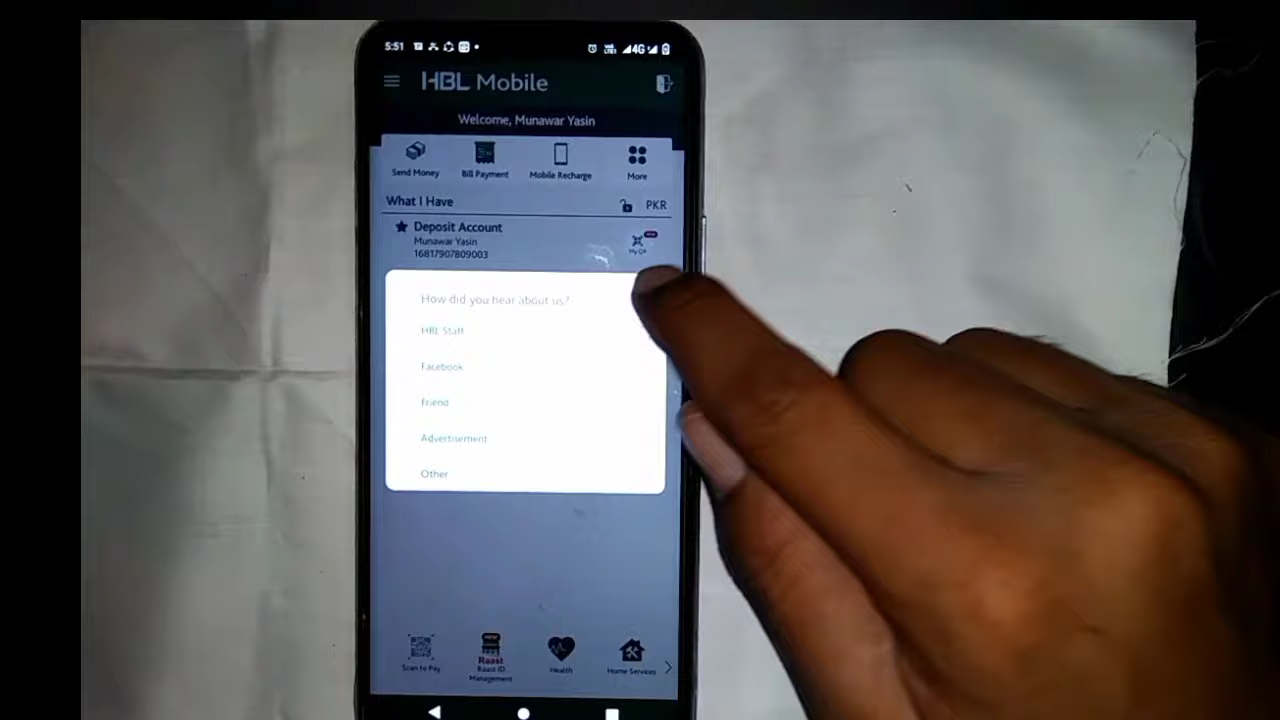 5:51
4G
HBL Mobile
Welcome, Munawar Yasin
Send Money
Bill Payment
Mobile Recharge
More
What I Have
PKR
Deposit Account
Munawar Yasin
16817907809003
My QR
How did you hear about us?
HBL Staff
Facebook
Friend
Advertisement
Other
Scan to Pay
NEW
Raast
Raast ID
Management
Health
Home Services